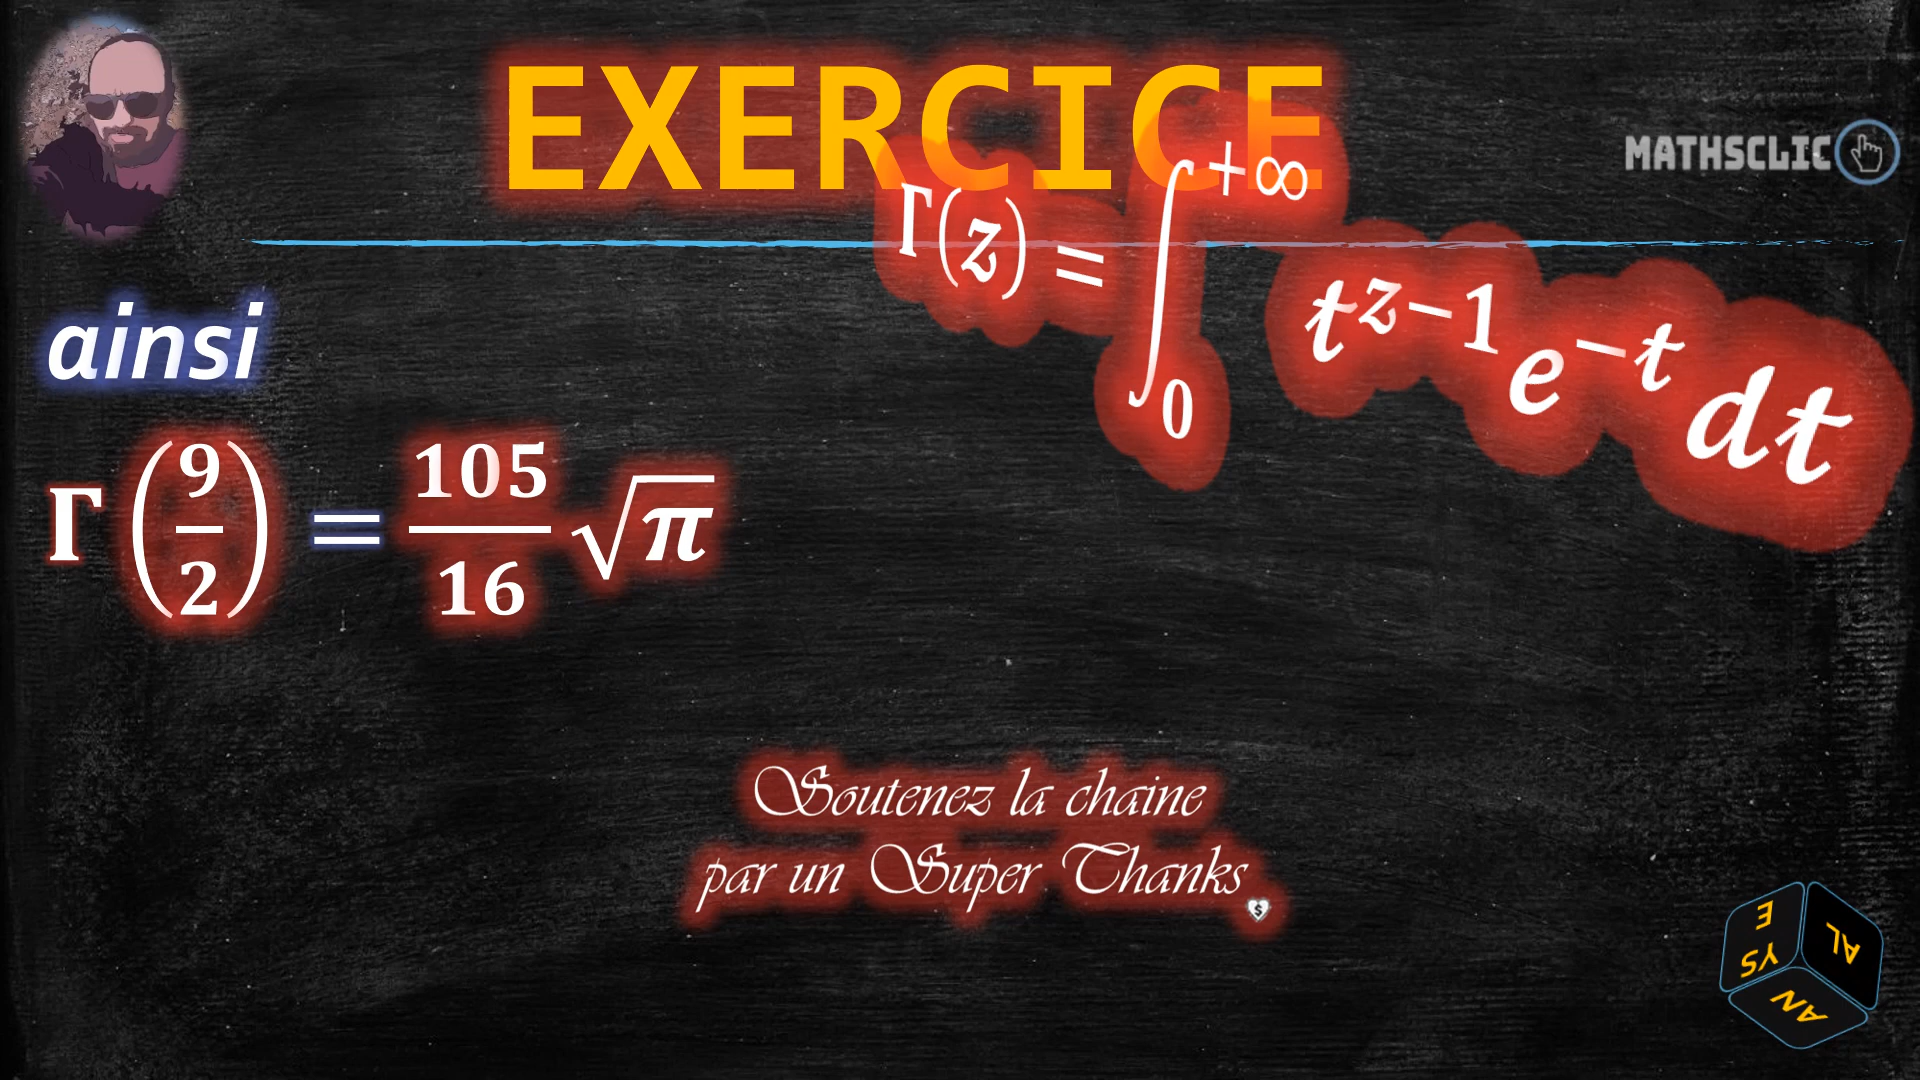 EXERCICE
MATHSCLIC
Γ(z) = ∫₀^{+∞} t^{z−1} e^{−t} dt
ainsi
Γ(9/2) = 105/16 √π
Soutenez la chaine
par un Super Thanks
$
AN
AL
YS
E